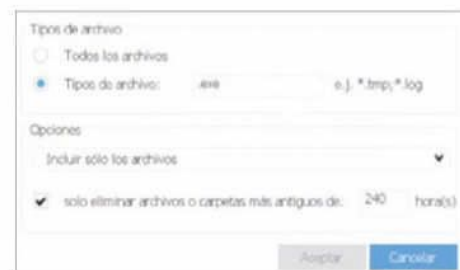 Tipos de archivo
Todos los archivos
Tipos de archivo: .exe e.j. *.tmp;*.log
Opciones
Incluir sólo los archivos
solo eliminar archivos o carpetas más antiguos de: 240 hora(s)
Aceptar Cancelar